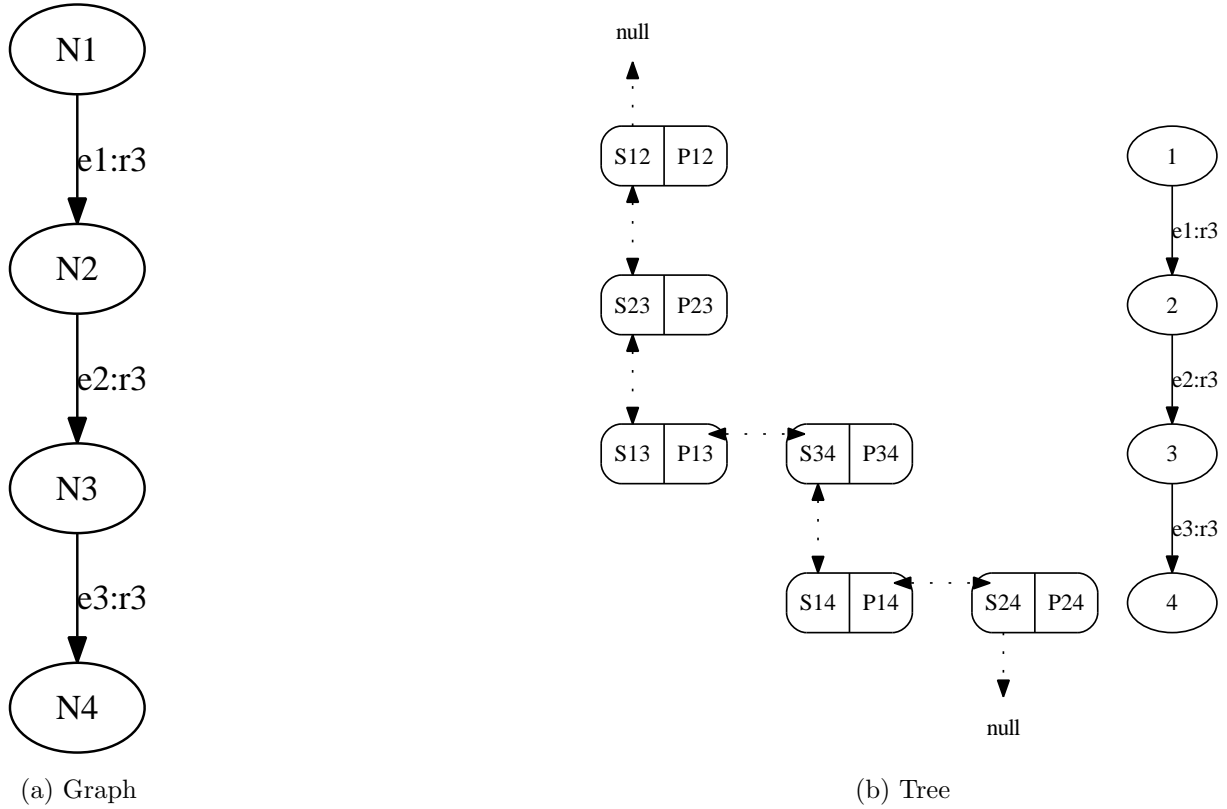 N1
e1:r3
N2
e2:r3
N3
e3:r3
N4
(a) Graph
null
S12 P12
S23 P23
S13 P13 S34 P34
S14 P14 S24 P24
null
1
e1:r3
2
e2:r3
3
e3:r3
4
(b) Tree